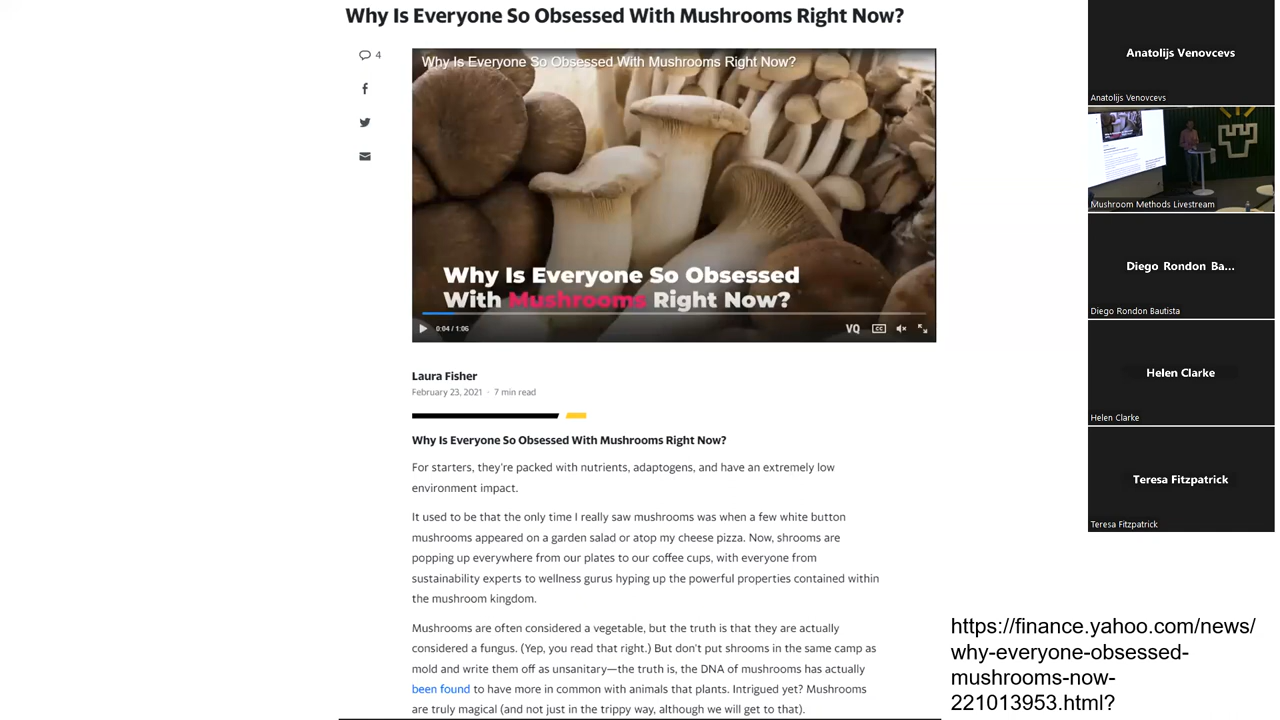 Why Is Everyone So Obsessed With Mushrooms Right Now?
4
Why Is Everyone So Obsessed With Mushrooms Right Now?
Why Is Everyone So Obsessed
With Mushrooms Right Now?
0:04 / 1:06
VQ
CC
Laura Fisher
February 23, 2021 · 7 min read
Why Is Everyone So Obsessed With Mushrooms Right Now?
For starters, they're packed with nutrients, adaptogens, and have an extremely low
environment impact.
It used to be that the only time I really saw mushrooms was when a few white button
mushrooms appeared on a garden salad or atop my cheese pizza. Now, shrooms are
popping up everywhere from our plates to our coffee cups, with everyone from
sustainability experts to wellness gurus hyping up the powerful properties contained within
the mushroom kingdom.
Mushrooms are often considered a vegetable, but the truth is that they are actually
considered a fungus. (Yep, you read that right.) But don't put shrooms in the same camp as
mold and write them off as unsanitary—the truth is, the DNA of mushrooms has actually
been found to have more in common with animals that plants. Intrigued yet? Mushrooms
are truly magical (and not just in the trippy way, although we will get to that).
https://finance.yahoo.com/news/
why-everyone-obsessed-
mushrooms-now-
221013953.html?
Anatolijs Venovcevs
Anatolijs Venovcevs
Mushroom Methods Livestream
Diego Rondon Ba...
Diego Rondon Bautista
Helen Clarke
Helen Clarke
Teresa Fitzpatrick
Teresa Fitzpatrick